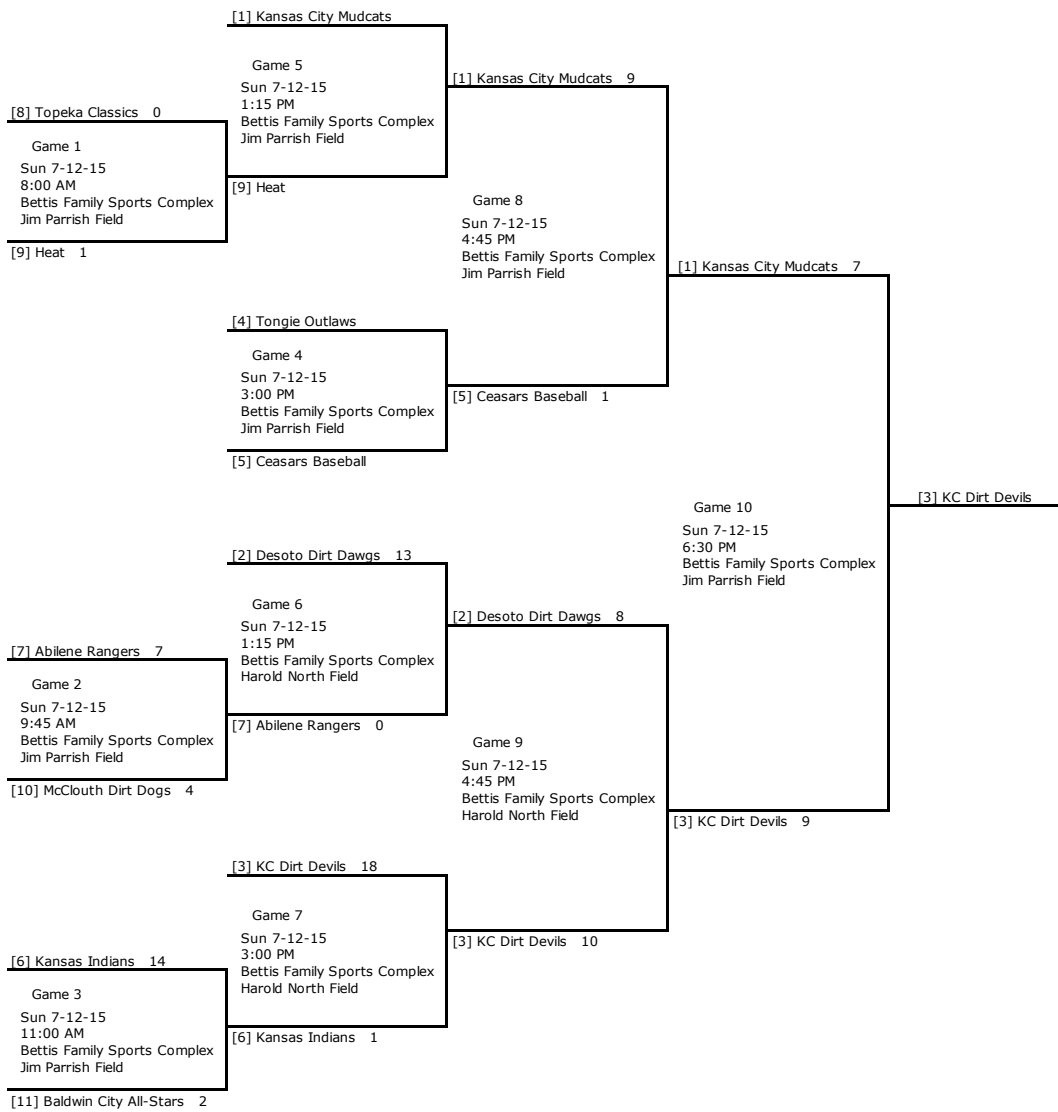 [1] Kansas City Mudcats
Game 5
Sun 7-12-15
1:15 PM
Bettis Family Sports Complex
Jim Parrish Field
[1] Kansas City Mudcats 9
[8] Topeka Classics 0
Game 1
Sun 7-12-15
8:00 AM
Bettis Family Sports Complex
Jim Parrish Field
[9] Heat
[9] Heat 1
Game 8
Sun 7-12-15
4:45 PM
Bettis Family Sports Complex
Jim Parrish Field
[1] Kansas City Mudcats 7
[4] Tongie Outlaws
Game 4
Sun 7-12-15
3:00 PM
Bettis Family Sports Complex
Jim Parrish Field
[5] Ceasars Baseball 1
[5] Ceasars Baseball
Game 10
Sun 7-12-15
6:30 PM
Bettis Family Sports Complex
Jim Parrish Field
[3] KC Dirt Devils
[2] Desoto Dirt Dawgs 13
Game 6
Sun 7-12-15
1:15 PM
Bettis Family Sports Complex
Harold North Field
[2] Desoto Dirt Dawgs 8
[7] Abilene Rangers 7
Game 2
Sun 7-12-15
9:45 AM
Bettis Family Sports Complex
Jim Parrish Field
[7] Abilene Rangers 0
[10] McClouth Dirt Dogs 4
Game 9
Sun 7-12-15
4:45 PM
Bettis Family Sports Complex
Harold North Field
[3] KC Dirt Devils 9
[3] KC Dirt Devils 18
Game 7
Sun 7-12-15
3:00 PM
Bettis Family Sports Complex
Harold North Field
[3] KC Dirt Devils 10
[6] Kansas Indians 14
Game 3
Sun 7-12-15
11:00 AM
Bettis Family Sports Complex
Jim Parrish Field
[6] Kansas Indians 1
[11] Baldwin City All-Stars 2